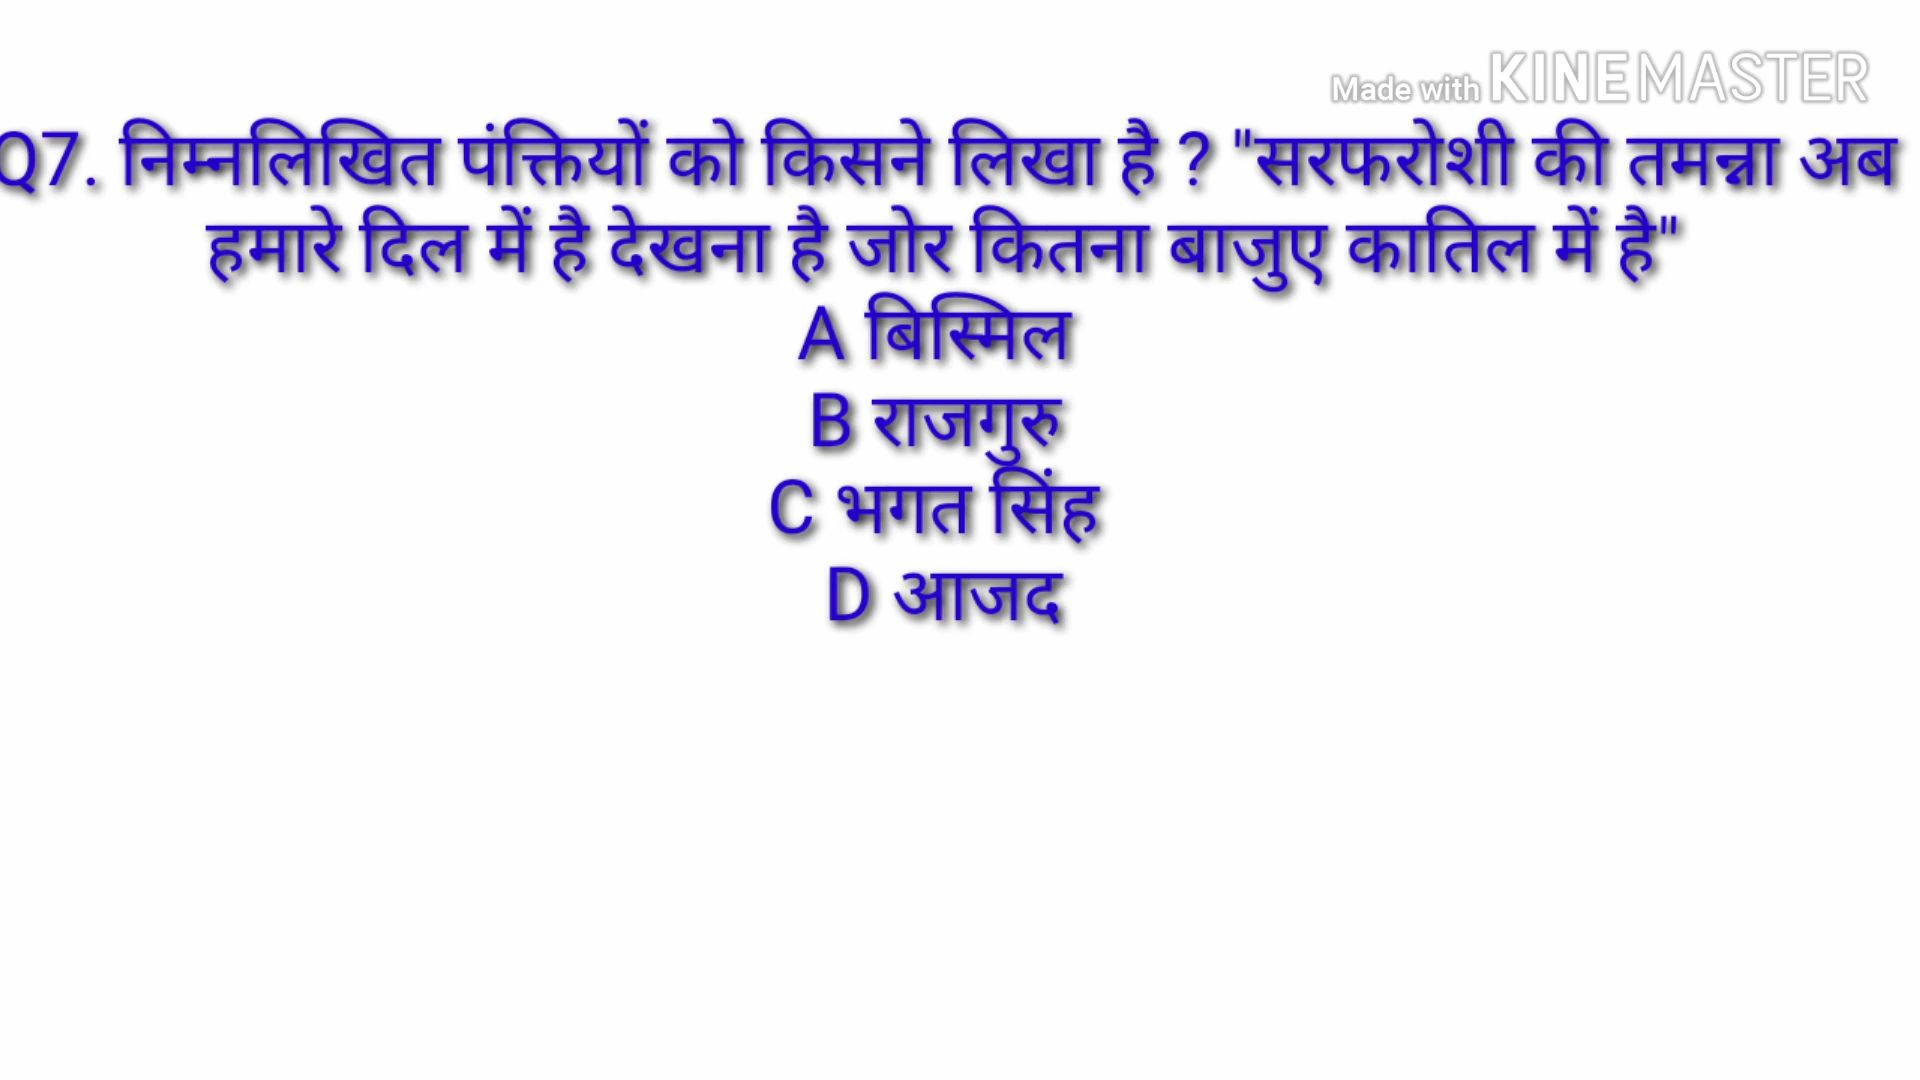 Made with KINEMASTER
Q7. निम्नलिखित पंक्तियों को किसने लिखा है ? "सरफरोशी की तमन्ना अब
हमारे दिल में है देखना है जोर कितना बाजुए कातिल में है"
A बिस्मिल
B राजगुरु
C भगत सिंह
D आजद